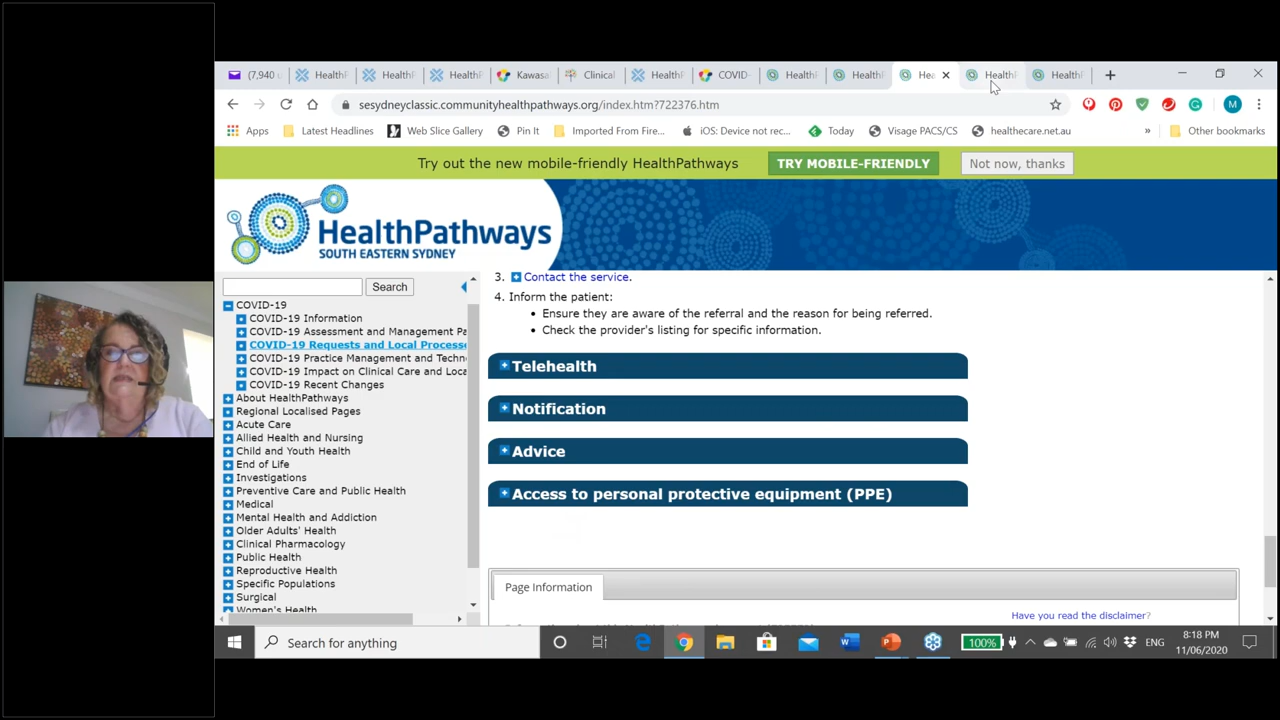 (7,940 u
HealthP
HealthP
HealthP
Kawasa
Clinical
HealthP
COVID-
HealthP
HealthP
Hea
HealthP
HealthP
sesydneyclassic.communityhealthpathways.org/index.htm?722376.htm
M
Apps
Latest Headlines
Web Slice Gallery
Pin It
Imported From Fire...
iOS: Device not rec...
Today
Visage PACS/CS
healthecare.net.au
»
Other bookmarks
Try out the new mobile-friendly HealthPathways
TRY MOBILE-FRIENDLY
Not now, thanks
HealthPathways
SOUTH EASTERN SYDNEY
Search
COVID-19
COVID-19 Information
COVID-19 Assessment and Management Pa
COVID-19 Requests and Local Processe
COVID-19 Practice Management and Techn
COVID-19 Impact on Clinical Care and Loca
COVID-19 Recent Changes
About HealthPathways
Regional Localised Pages
Acute Care
Allied Health and Nursing
Child and Youth Health
End of Life
Investigations
Preventive Care and Public Health
Medical
Mental Health and Addiction
Older Adults' Health
Clinical Pharmacology
Public Health
Reproductive Health
Specific Populations
Surgical
Women's Health
3. Contact the service.
4. Inform the patient:
• Ensure they are aware of the referral and the reason for being referred.
• Check the provider's listing for specific information.
Telehealth
Notification
Advice
Access to personal protective equipment (PPE)
Page Information
Have you read the disclaimer?
Search for anything
100%
ENG
8:18 PM
11/06/2020